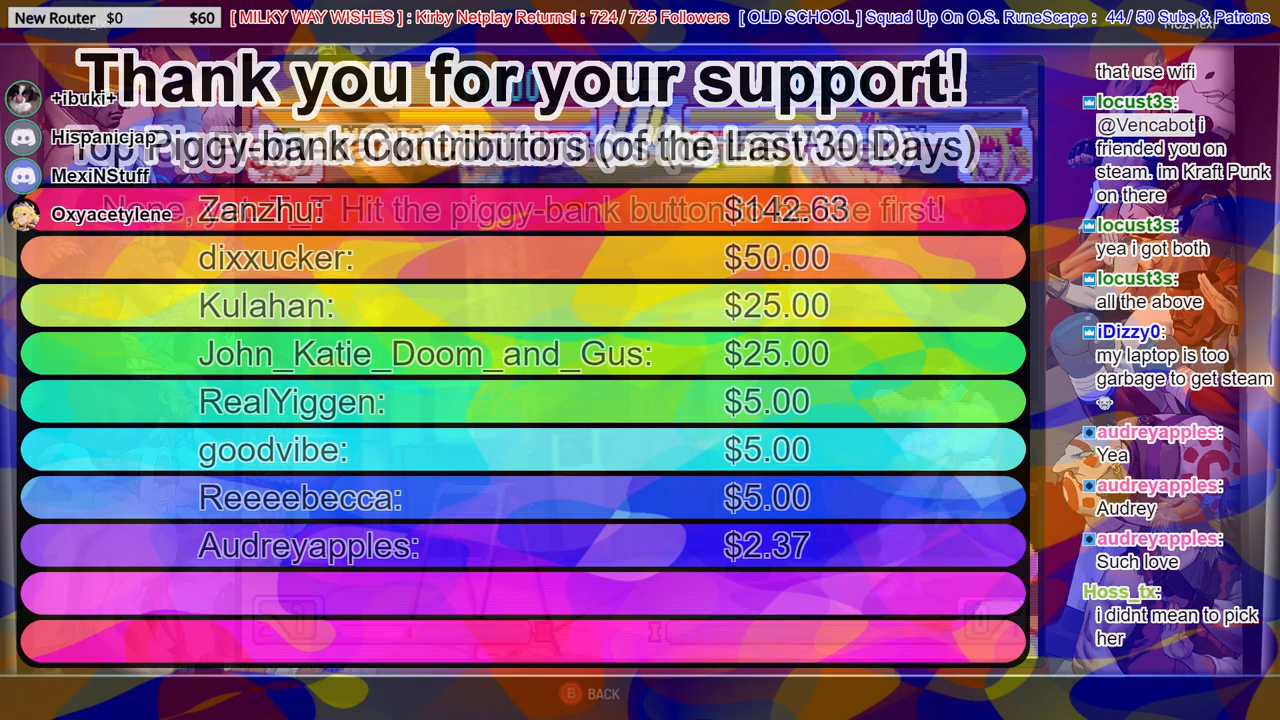 New Router $0 $60
[ MILKY WAY WISHES ] : Kirby Netplay Returns! : 724 / 725 Followers [ OLD SCHOOL ] Squad Up On O.S. RuneScape : 44 / 50 Subs & Patrons
Thank you for your support!
Top Piggy-bank Contributors (of the Last 30 Days)
+ibuki+
Hispanicjap
MexiNStuff
Oxyacetylene
Hit the piggy-bank button first!
Zanzhu: $142.63
dixxucker: $50.00
Kulahan: $25.00
John_Katie_Doom_and_Gus: $25.00
RealYiggen: $5.00
goodvibe: $5.00
Reeeebecca: $5.00
Audreyapples: $2.37
B BACK
that use wifi
locust3s:
@Vencabot i
friended you on
steam. im Kraft Punk
on there
locust3s:
yea i got both
locust3s:
all the above
iDizzy0:
my laptop is too
garbage to get steam
audreyapples:
Yea
audreyapples:
Audrey
audreyapples:
Such love
Hoss_tx:
i didnt mean to pick
her